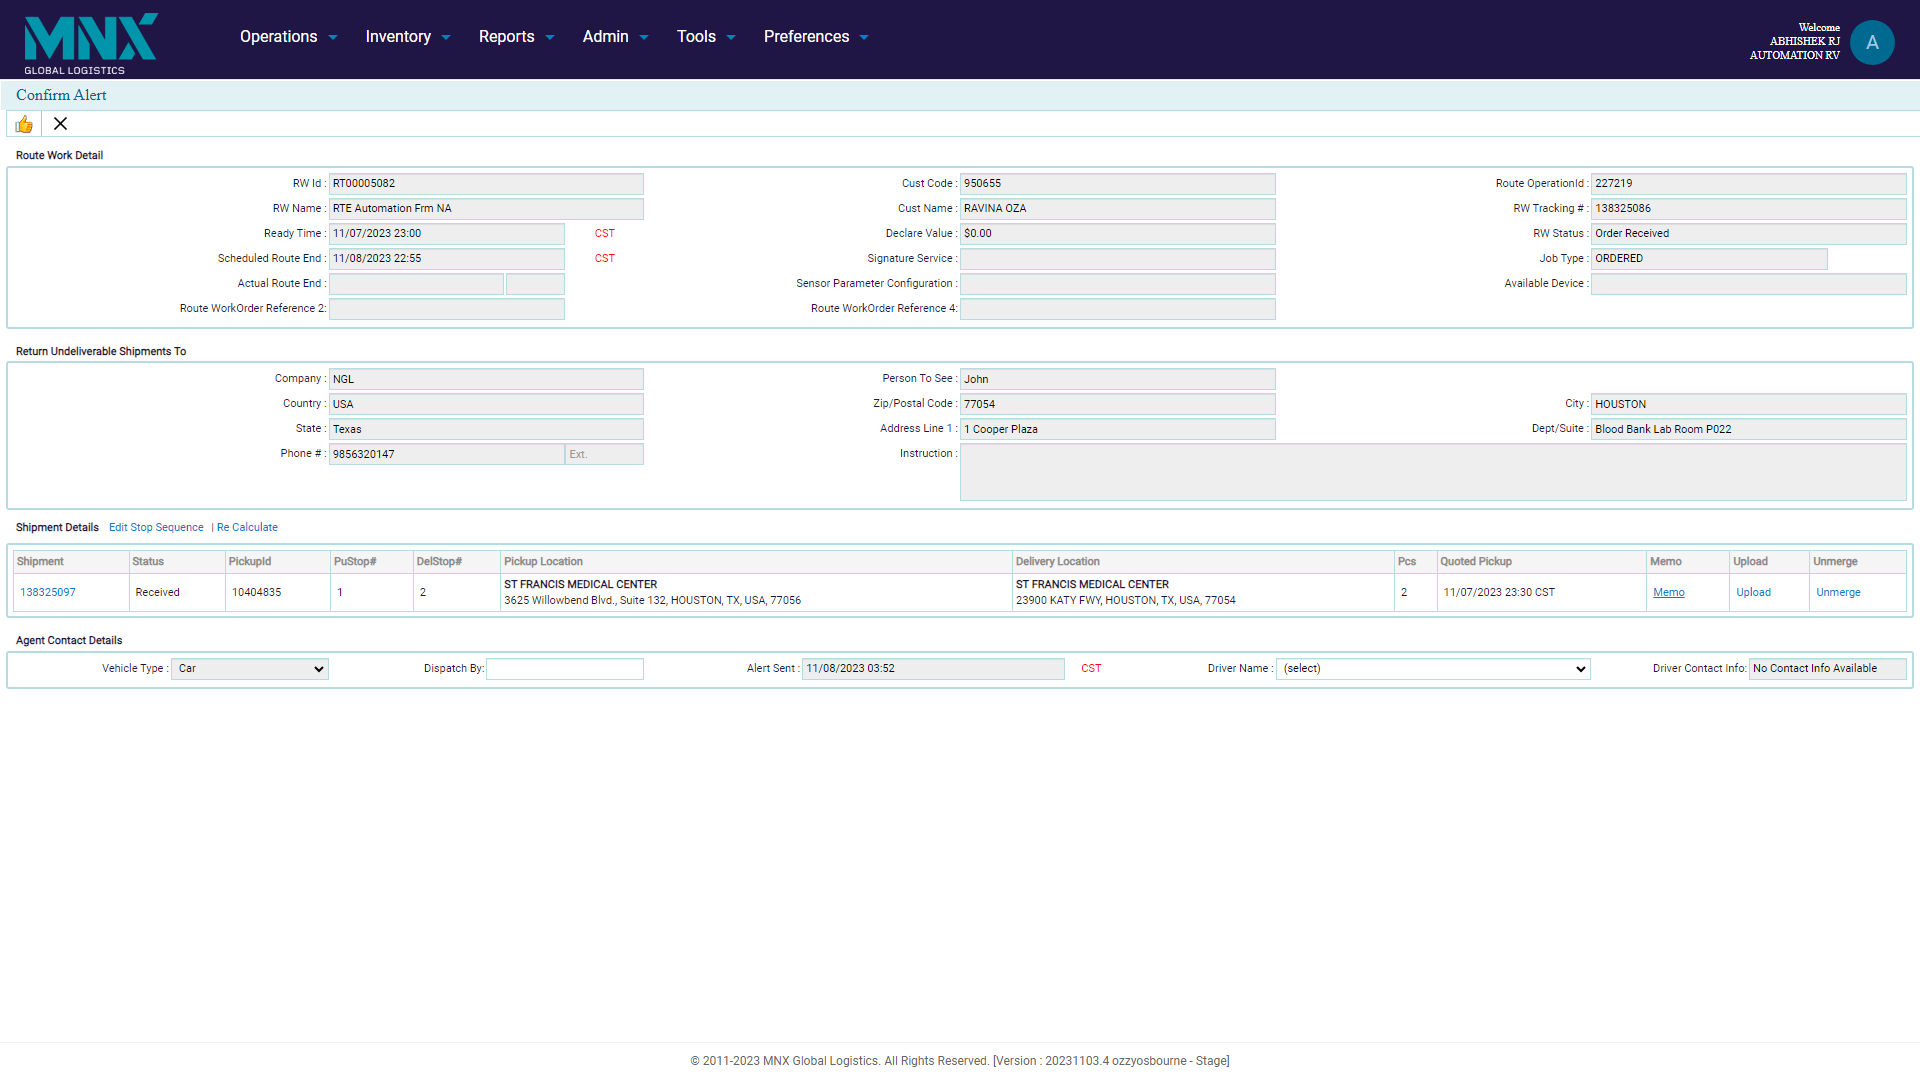 MNX
GLOBAL LOGISTICS
Operations Inventory Reports Admin Tools Preferences
Welcome
ABHISHEK RJ
AUTOMATION RV
A
Confirm Alert
Route Work Detail
RW Id : RT00005082 Cust Code : 950655 Route OperationId : 227219
RW Name : RTE Automation Frm NA Cust Name : RAVINA OZA RW Tracking # : 138325086
Ready Time : 11/07/2023 23:00 CST Declare Value : $0.00 RW Status : Order Received
Scheduled Route End : 11/08/2023 22:55 CST Signature Service : Job Type : ORDERED
Actual Route End : Sensor Parameter Configuration : Available Device :
Route WorkOrder Reference 2: Route WorkOrder Reference 4:
Return Undeliverable Shipments To
Company : NGL Person To See : John
Country : USA Zip/Postal Code : 77054 City : HOUSTON
State : Texas Address Line 1 : 1 Cooper Plaza Dept/Suite : Blood Bank Lab Room P022
Phone # : 9856320147 Ext. Instruction :
Shipment Details Edit Stop Sequence | Re Calculate
Shipment Status PickupId PuStop# DelStop# Pickup Location Delivery Location Pcs Quoted Pickup Memo Upload Unmerge
138325097 Received 10404835 1 2 ST FRANCIS MEDICAL CENTER ST FRANCIS MEDICAL CENTER 2 11/07/2023 23:30 CST Memo Upload Unmerge
3625 Willowbend Blvd., Suite 132, HOUSTON, TX, USA, 77056 23900 KATY FWY, HOUSTON, TX, USA, 77054
Agent Contact Details
Vehicle Type : Car Dispatch By: Alert Sent : 11/08/2023 03:52 CST Driver Name : (select) Driver Contact Info: No Contact Info Available
© 2011-2023 MNX Global Logistics. All Rights Reserved. [Version : 20231103.4 ozzyosbourne - Stage]